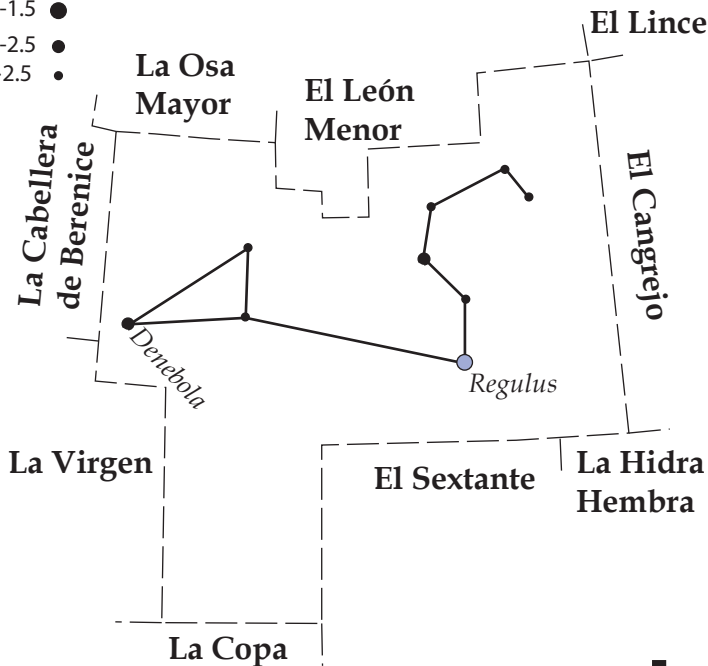 -1.5
-2.5
-2.5
El Lince
La Osa
Mayor
El León
Menor
La Cabellera
de Berenice
El Cangrejo
Denebola
Regulus
La Virgen
El Sextante
La Hidra
Hembra
La Copa